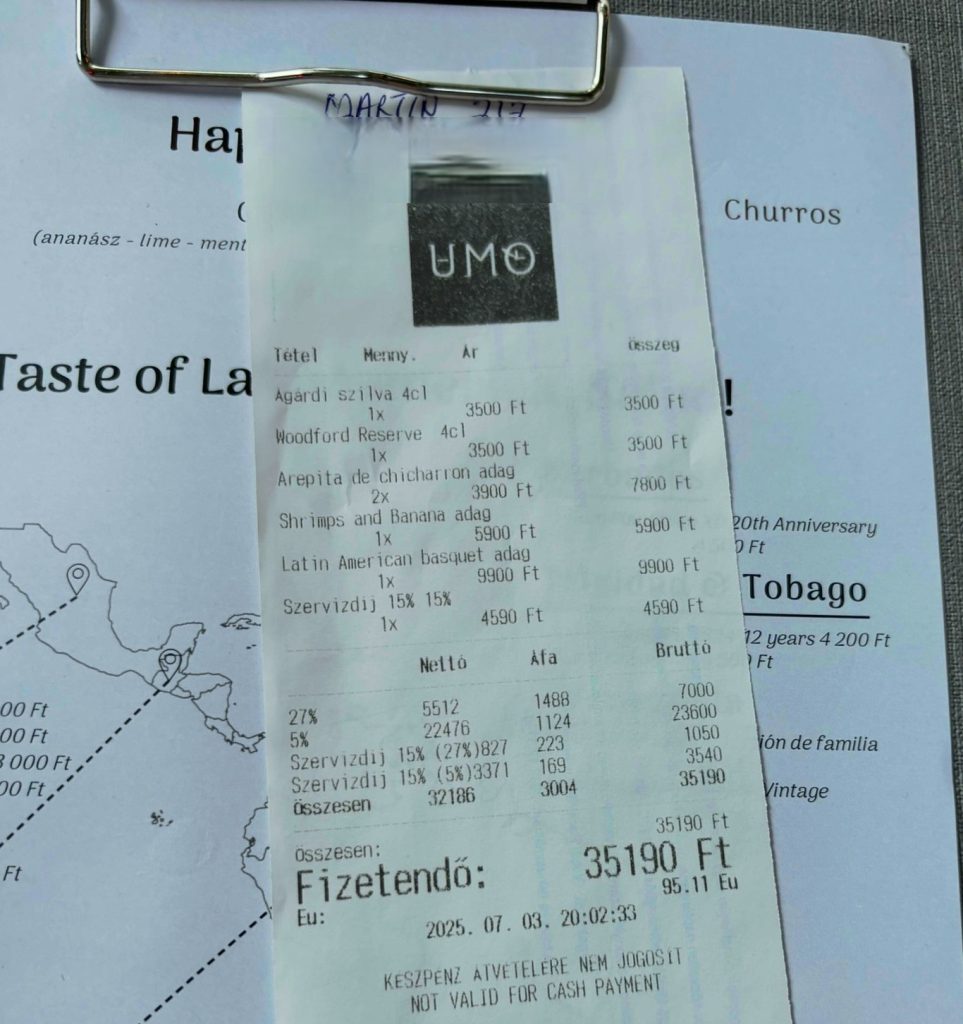 MARTIN 217
Hap
(ananász - lime - ment
Churros
UMO
Taste of La
!
Tétel Menny. Ár összeg
Agárdi szilva 4cl
1x 3500 Ft 3500 Ft
Woodford Reserve 4cl
1x 3500 Ft 3500 Ft
Arepita de chicharron adag
2x 3900 Ft 7800 Ft
Shrimps and Banana adag
1x 5900 Ft 5900 Ft
Latin American basquet adag
1x 9900 Ft 9900 Ft
Szervizdíj 15% 15%
1x 4590 Ft 4590 Ft
Nettó Áfa Bruttó
27% 5512 1488 7000
5% 22476 1124 23600
Szervizdíj 15% (27%)827 223 1050
Szervizdíj 15% (5%)3371 169 3540
összesen 32186 3004 35190
összesen: 35190 Ft
Fizetendő: 35190 Ft
Eu: 95.11 Eu
2025. 07. 03. 20:02:33
KÉSZPÉNZ ÁTVÉTELÉRE NEM JOGOSÍT
NOT VALID FOR CASH PAYMENT
20th Anniversary
0 Ft
Tobago
12 years 4 200 Ft
Ft
ión de familia
Vintage
00 Ft
00 Ft
3 000 Ft
00 Ft
Ft